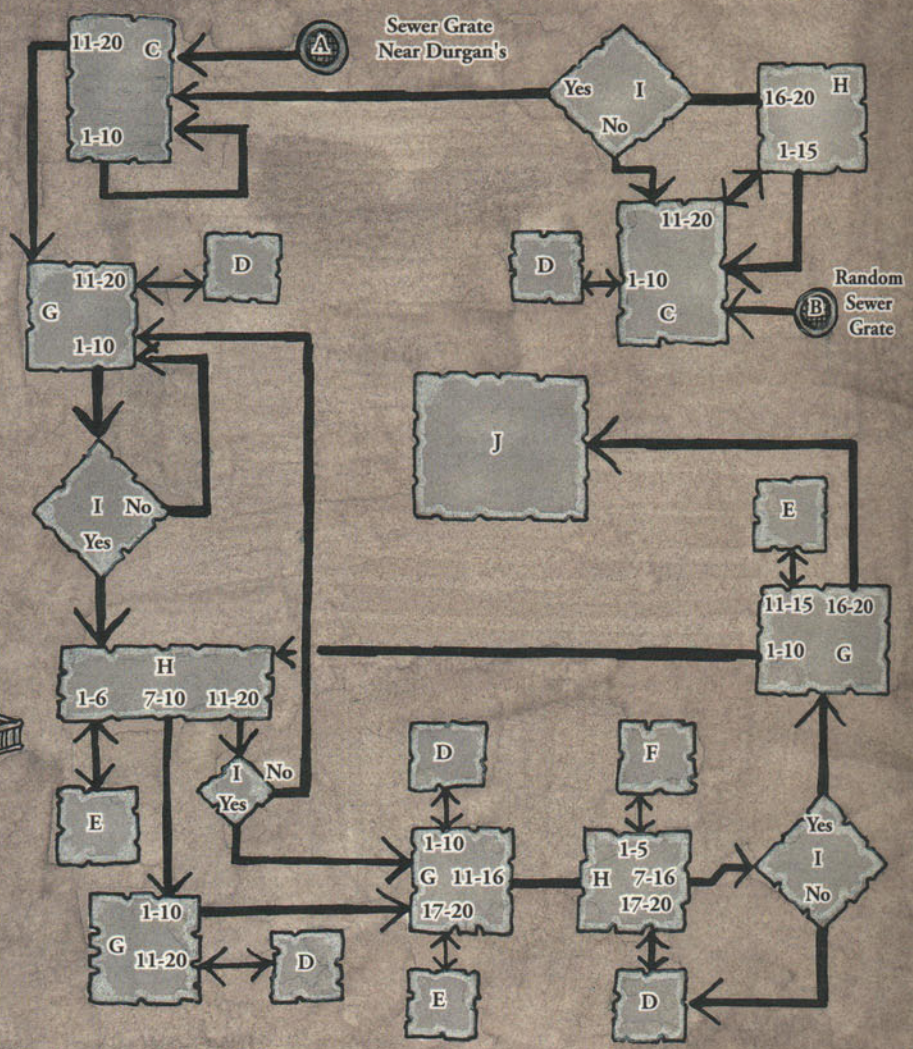 A
Sewer Grate
Near Durgan's
11-20 C
1-10
Yes I
No
16-20 H
1-15
11-20
1-10
C
D
B
Random
Sewer
Grate
11-20
G
1-10
D
I No
Yes
J
E
11-15 16-20
1-10 G
H
1-6 7-10 11-20
I No
Yes
E
D
F
1-10
G 11-16
17-20
1-5
H 7-16
17-20
Yes
I
No
1-10
G
11-20
D
E
D